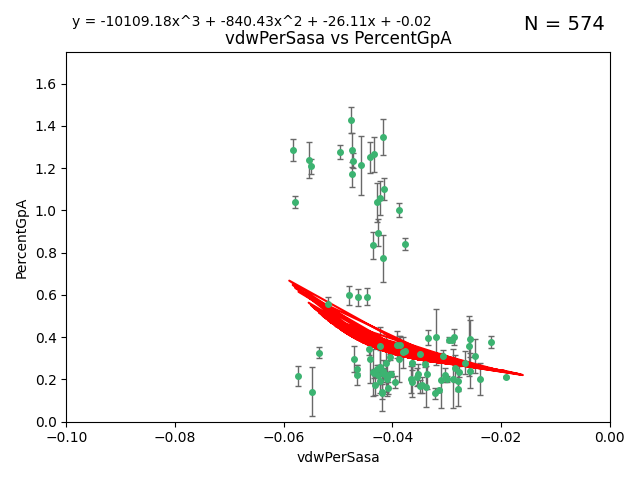 y = -10109.18x^3 + -840.43x^2 + -26.11x + -0.02
N = 574
vdwPerSasa vs PercentGpA
1.6
1.4
1.2
1.0
0.8
0.6
0.4
0.2
0.0
PercentGpA
−0.10 −0.08 −0.06 −0.04 −0.02 0.00
vdwPerSasa